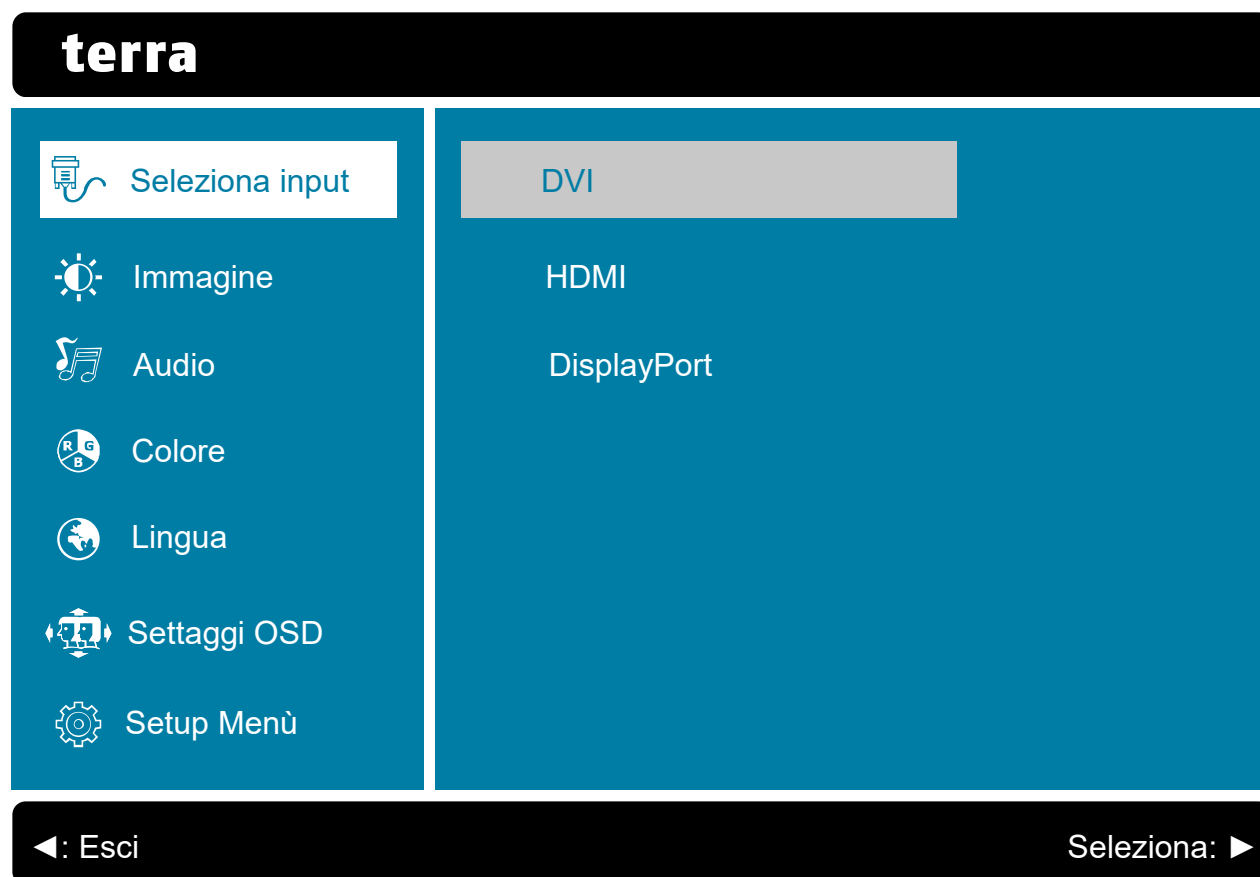 terra
Seleziona input
DVI
Immagine
HDMI
Audio
DisplayPort
R G B
Colore
Lingua
Settaggi OSD
Setup Menù
◄: Esci
Seleziona: ►